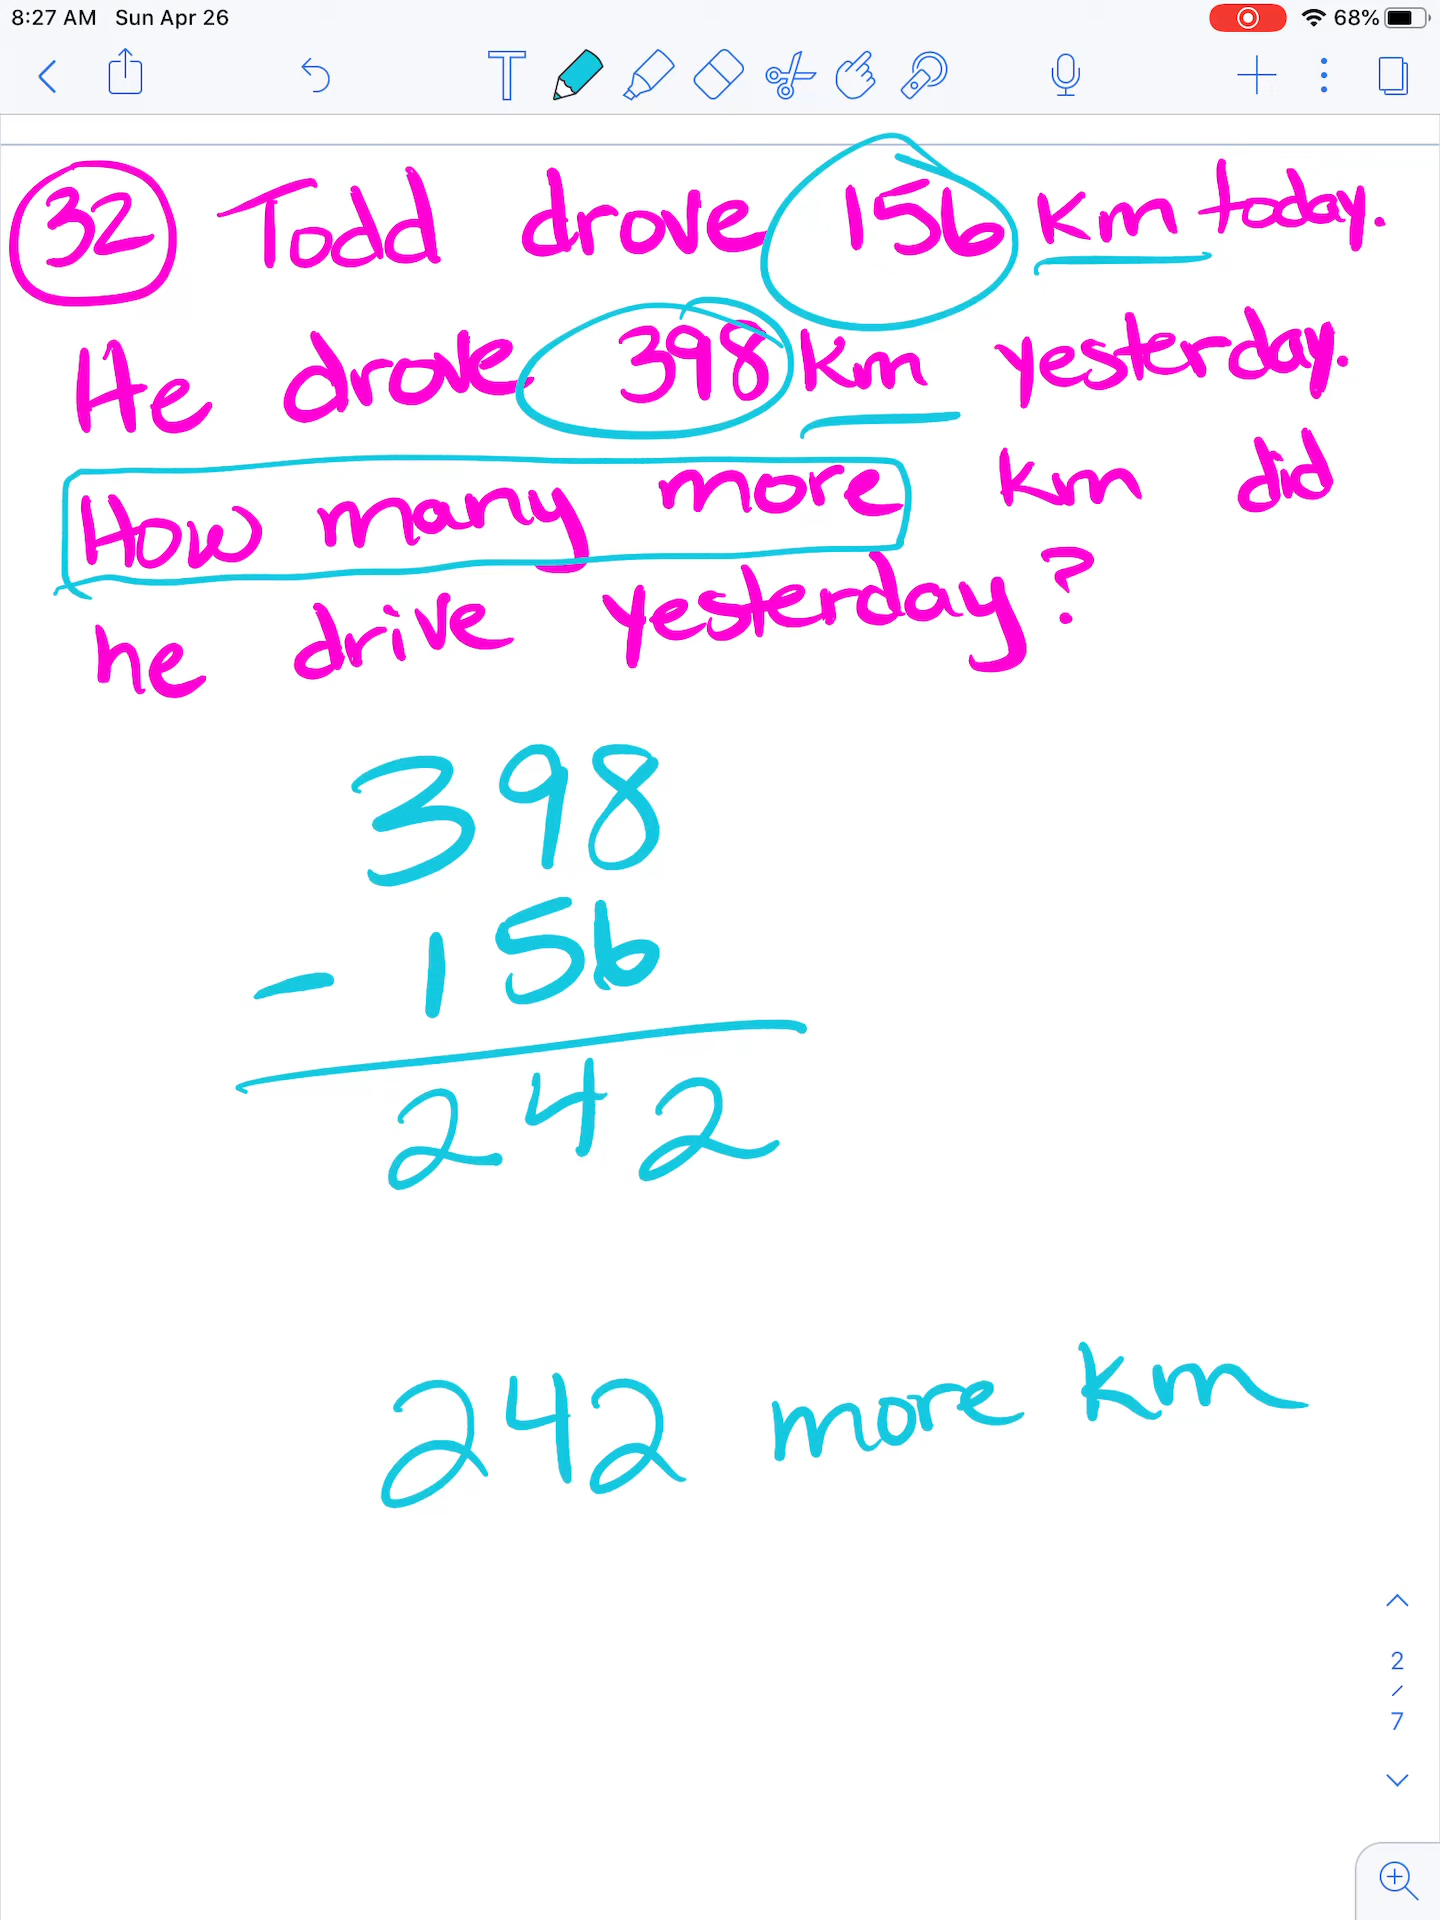 8:27 AM Sun Apr 26 68%
T
32 Todd drove 156 km today.
He drove 398 km yesterday.
How many more km did
he drive yesterday?
398
- 156
242
242 more km
2
/
7